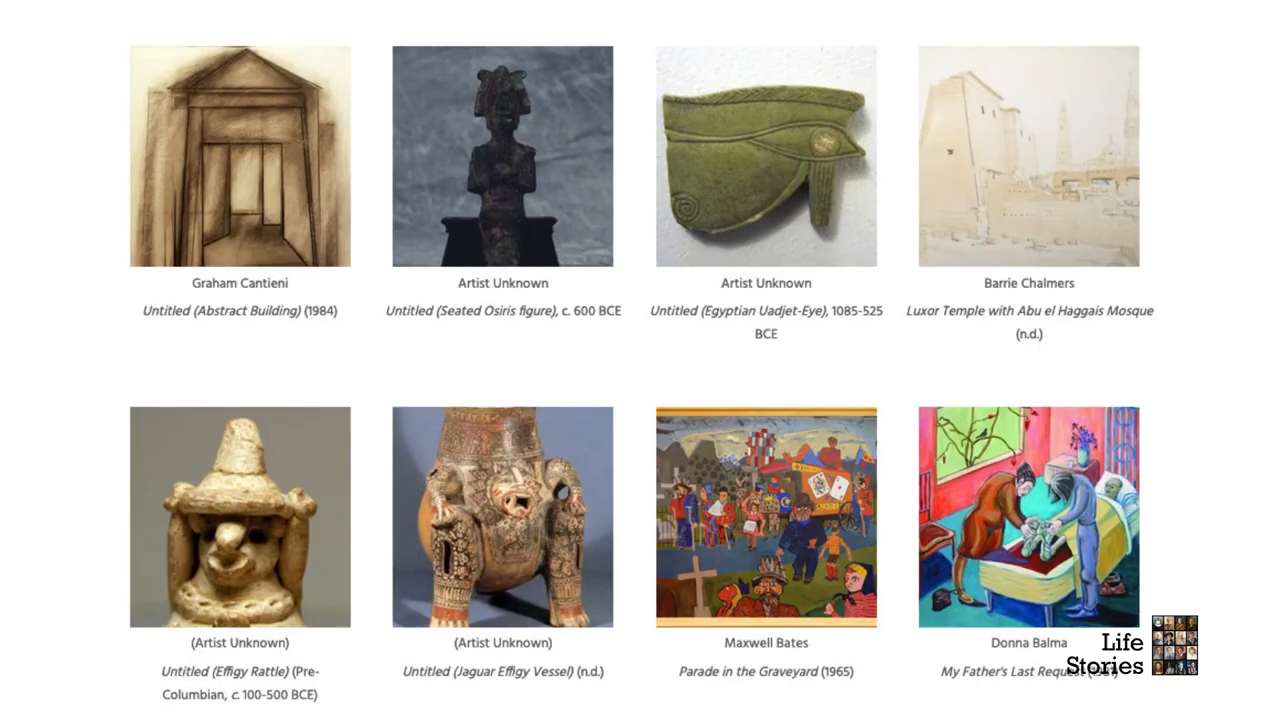 Graham Cantieni
Untitled (Abstract Building) (1984)
Artist Unknown
Untitled (Seated Osiris figure), c. 600 BCE
Artist Unknown
Untitled (Egyptian Uadjet-Eye), 1085-525
BCE
Barrie Chalmers
Luxor Temple with Abu el Haggais Mosque
(n.d.)
(Artist Unknown)
Untitled (Effigy Rattle) (Pre-
Columbian, c. 100-500 BCE)
(Artist Unknown)
Untitled (Jaguar Effigy Vessel) (n.d.)
Maxwell Bates
Parade in the Graveyard (1965)
Donna Balma
My Father's Last Request
Life
Stories